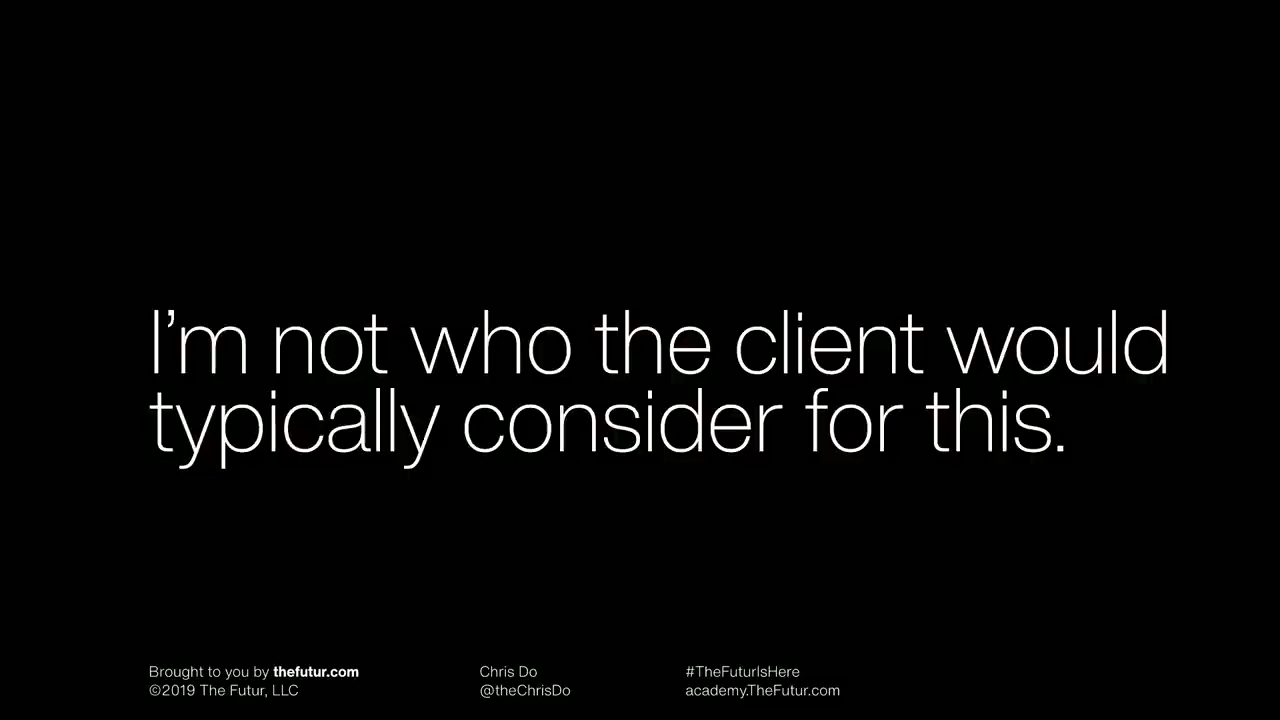 I’m not who the client would
typically consider for this.
Brought to you by thefutur.com
©2019 The Futur, LLC
Chris Do
@theChrisDo
#TheFuturIsHere
academy.TheFutur.com